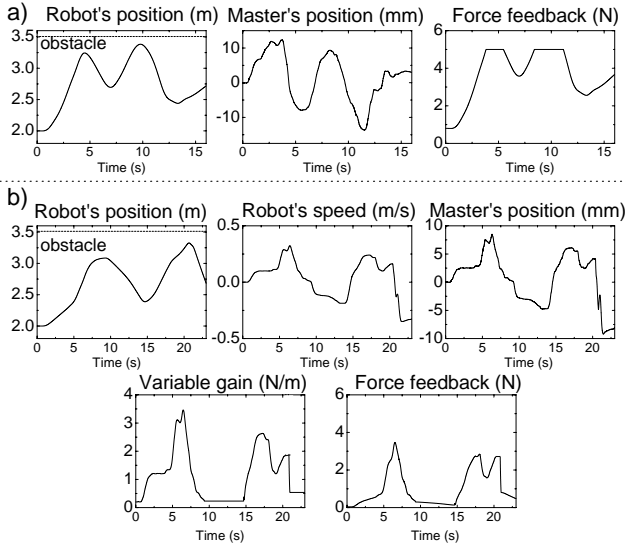 a)
Robot's position (m)
Master's position (mm)
Force feedback (N)
3.5
3.0
2.5
2.0
obstacle
0 5 10 15
Time (s)
10
0
-10
0 5 10 15
Time (s)
6
4
2
0
0 5 10 15
Time (s)
b)
Robot's position (m)
Robot's speed (m/s)
Master's position (mm)
3.5
3.0
2.5
2.0
obstacle
0 5 10 15 20
Time (s)
0.5
0.0
-0.5
0 5 10 15 20
Time (s)
10
5
0
-5
-10
0 5 10 15 20
Time (s)
Variable gain (N/m)
Force feedback (N)
4
3
2
1
0
0 5 10 15 20
Time (s)
6
4
2
0
0 5 10 15 20
Time (s)